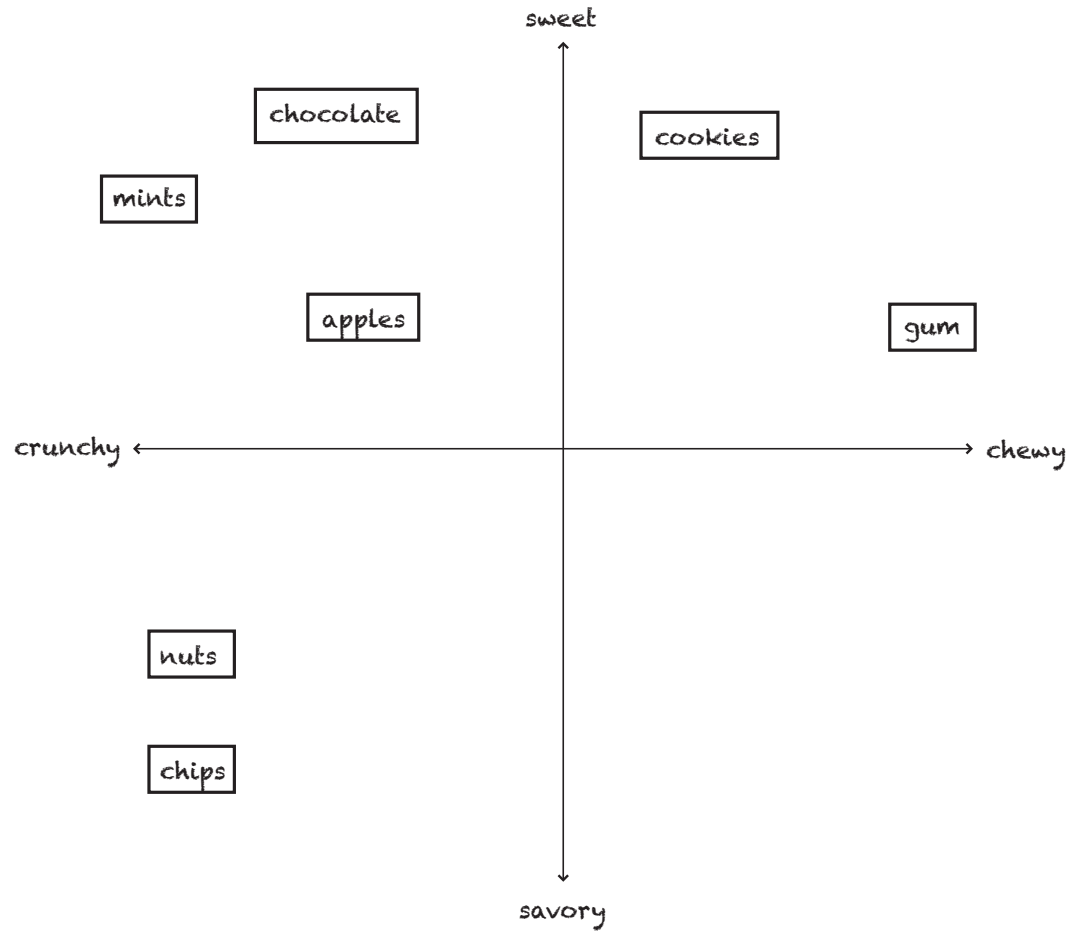 sweet
chocolate
cookies
mints
apples
gum
crunchy
chewy
nuts
chips
savory